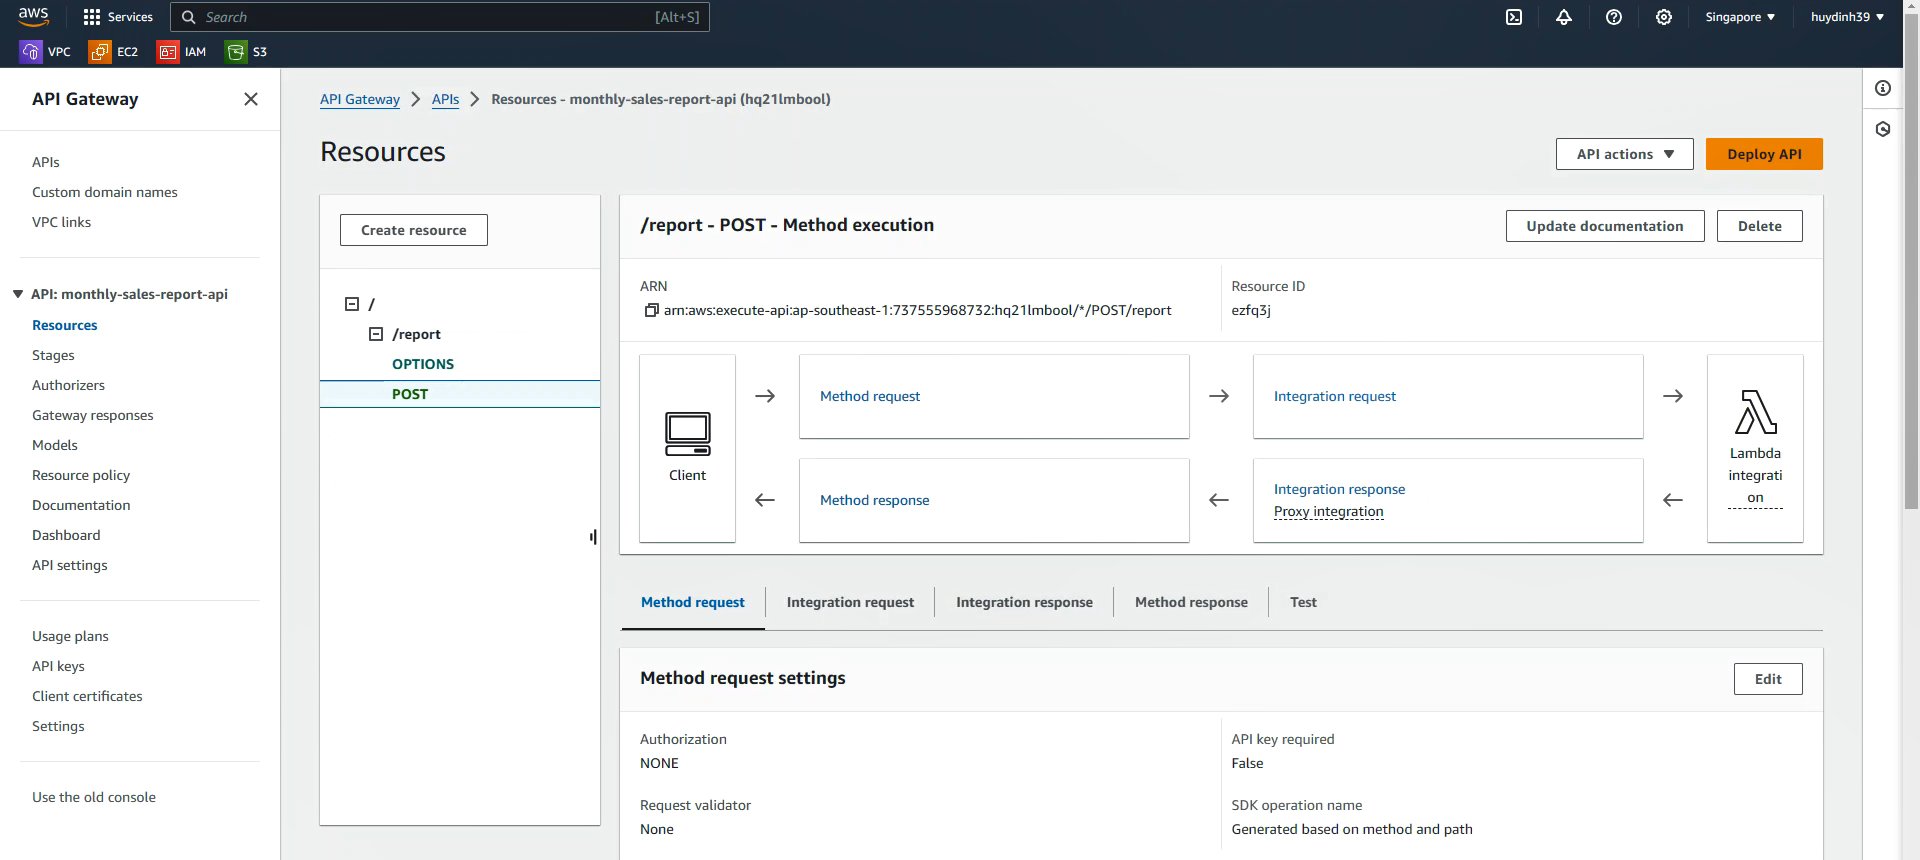 aws
Services
Search
[Alt+S]
Singapore
huydinh39
VPC
EC2
IAM
S3
API Gateway
APIs
Custom domain names
VPC links
API: monthly-sales-report-api
Resources
Stages
Authorizers
Gateway responses
Models
Resource policy
Documentation
Dashboard
API settings
Usage plans
API keys
Client certificates
Settings
Use the old console
API Gateway
APIs
Resources - monthly-sales-report-api (hq21lmbool)
Resources
API actions
Deploy API
Create resource
/
/report
OPTIONS
POST
/report - POST - Method execution
Update documentation
Delete
ARN
arn:aws:execute-api:ap-southeast-1:737555968732:hq21lmbool/*/POST/report
Resource ID
ezfq3j
Client
Method request
Integration request
Lambda
integrati
on
Method response
Integration response
Proxy integration
Method request
Integration request
Integration response
Method response
Test
Method request settings
Edit
Authorization
NONE
API key required
False
Request validator
None
SDK operation name
Generated based on method and path